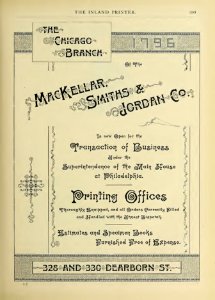 THE INLAND PRINTER.
THE
CHICAGO
BRANCH
1796
Of The
MACKELLAR,
SMITHS &
JORDAN CO.
Is now Open for the
Transaction of Business
Under the
Superintendence of the Main House
at Philadelphia.
Printing Offices
Thoroughly Equipped, and all Orders Correctly Filled
and Handled with the Utmost Dispatch.
Estimates and Specimen Books
Furnished Free of Expense.
328 AND 330 DEARBORN ST.